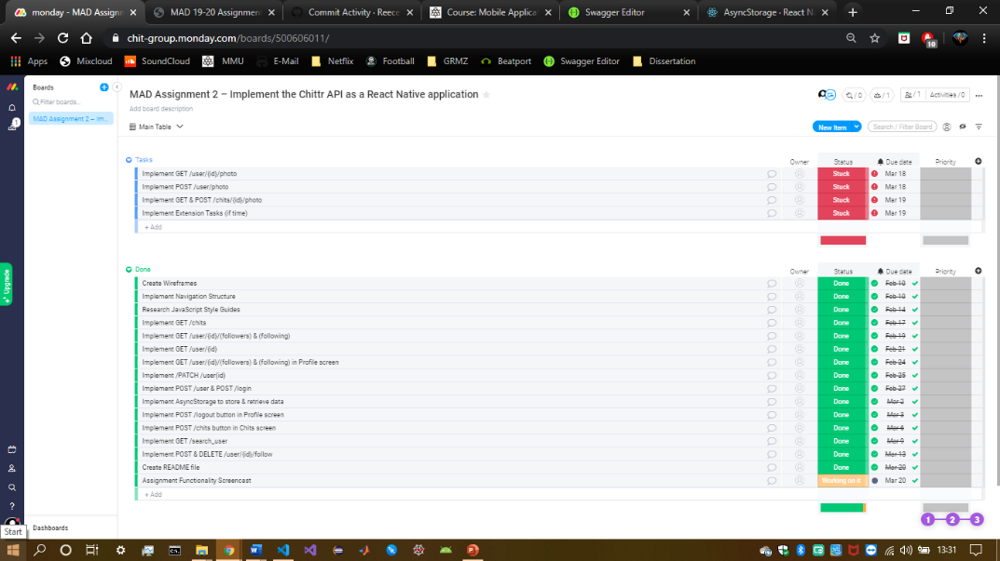 monday - MAD Assignm
MAD 19-20 Assignment
Commit Activity - Reece
Course: Mobile Applicat
Swagger Editor
AsyncStorage - React N
chit-group.monday.com/boards/500606011/
10
Apps Mixcloud SoundCloud MMU E-Mail Netflix Football GRMZ Beatport Swagger Editor Dissertation
Boards
Filter boards...
MAD Assignment 2 – Im...
1
Upgrade
MAD Assignment 2 – Implement the Chittr API as a React Native application
Add board description
/ 0 / 1 / 1 Activities / 0
Main Table
New Item Search / Filter Board
Tasks Owner Status Due date Priority
Implement GET /user/{id}/photo Stuck Mar 18
Implement POST /user/photo Stuck Mar 18
Implement GET & POST /chits/{id}/photo Stuck Mar 19
Implement Extension Tasks (if time) Stuck Mar 19
+ Add
Done Owner Status Due date Priority
Create Wireframes Done Feb 10
Implement Navigation Structure Done Feb 10
Research JavaScript Style Guides Done Feb 14
Implement GET /chits Done Feb 17
Implement GET /user/{id}/(followers) & (following) Done Feb 19
Implement GET /user/{id} Done Feb 21
Implement GET /user/{id}/(followers) & (following) in Profile screen Done Feb 24
Implement /PATCH /user(id) Done Feb 25
Implement POST /user & POST /login Done Feb 27
Implement AsyncStorage to store & retrieve data Done Mar 2
Implement POST /logout button in Profile screen Done Mar 3
Implement POST /chits button in Chits screen Done Mar 6
Implement GET /search_user Done Mar 9
Implement POST & DELETE /user/{id}/follow Done Mar 13
Create README file Done Mar 20
Assignment Functionality Screencast Working on it Mar 20
+ Add
1 2 3
Dashboards
Start
13:31